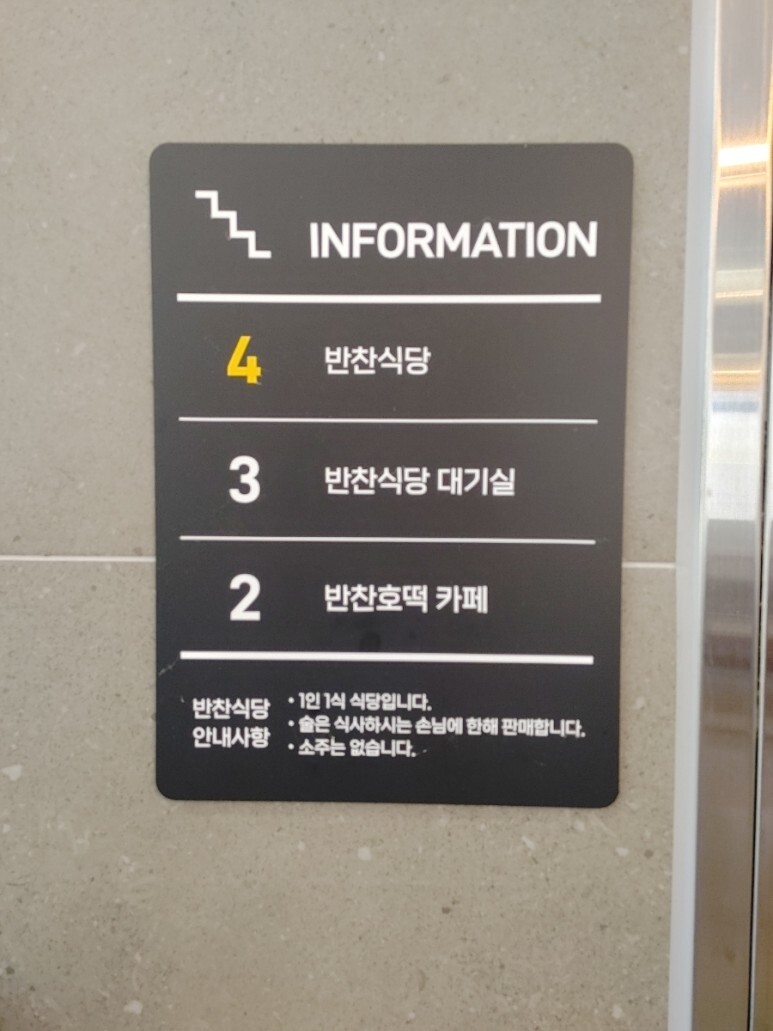 INFORMATION
4 반찬식당
3 반찬식당 대기실
2 반찬호떡 카페
반찬식당
안내사항
• 1인 1식 식당입니다.
• 술은 식사하시는 손님에 한해 판매합니다.
• 소주는 없습니다.